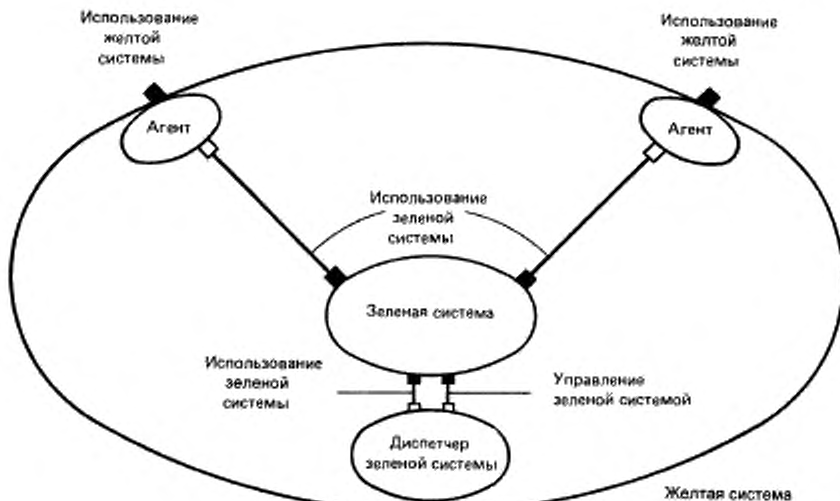 Использование
желтой
системы
Использование
желтой
системы
Агент
Агент
Использование
зеленой
системы
Зеленая система
Использование
зеленой
системы
Управление
зеленой системой
Диспетчер
зеленой системы
Желтая система